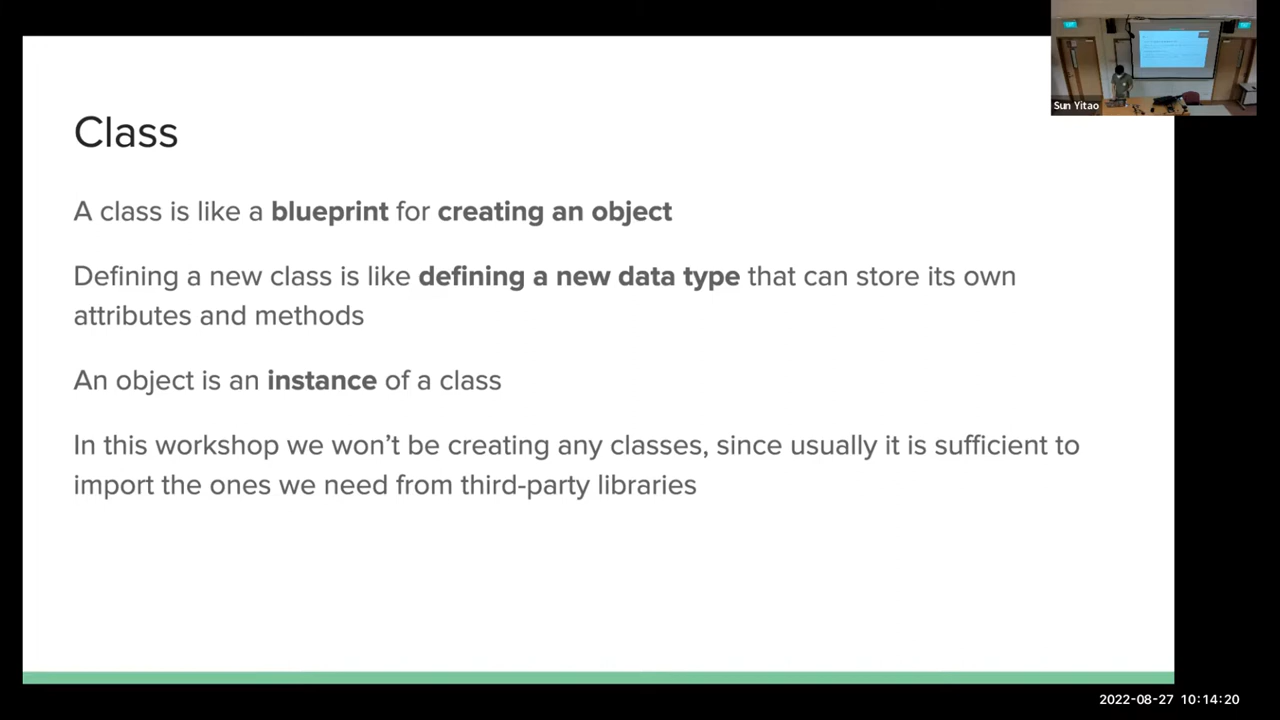 Class
A class is like a blueprint for creating an object
Defining a new class is like defining a new data type that can store its own
attributes and methods
An object is an instance of a class
In this workshop we won't be creating any classes, since usually it is sufficient to
import the ones we need from third-party libraries
Sun Yitao
2022-08-27 10:14:20